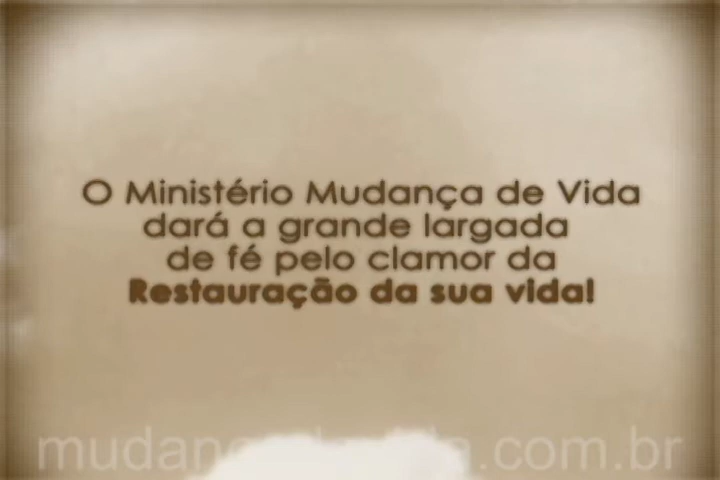 O Ministério Mudança de Vida
dará a grande largada
de fé pelo clamor da
Restauração da sua vida!
.com.br